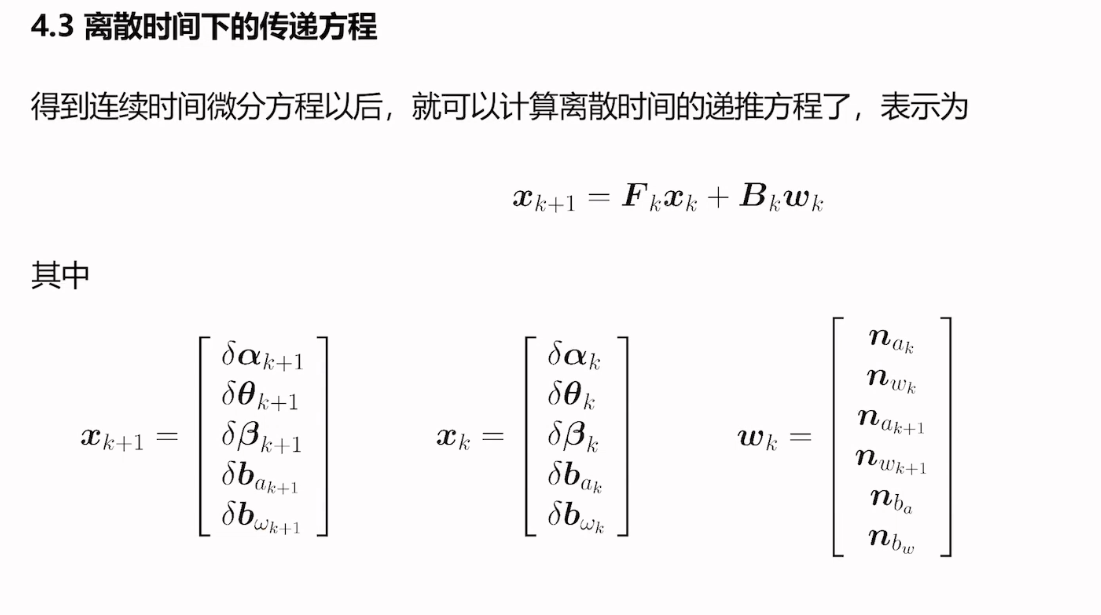 4.3 离散时间下的传递方程
得到连续时间微分方程以后，就可以计算离散时间的递推方程了，表示为
$\boldsymbol{x}_{k+1} = \boldsymbol{F}_k \boldsymbol{x}_k + \boldsymbol{B}_k \boldsymbol{w}_k$
其中
$\boldsymbol{x}_{k+1} = \begin{bmatrix} \delta\boldsymbol{\alpha}_{k+1} \\ \delta\boldsymbol{\theta}_{k+1} \\ \delta\boldsymbol{\beta}_{k+1} \\ \delta\boldsymbol{b}_{a_{k+1}} \\ \delta\boldsymbol{b}_{\omega_{k+1}} \end{bmatrix} \quad \boldsymbol{x}_k = \begin{bmatrix} \delta\boldsymbol{\alpha}_k \\ \delta\boldsymbol{\theta}_k \\ \delta\boldsymbol{\beta}_k \\ \delta\boldsymbol{b}_{a_k} \\ \delta\boldsymbol{b}_{\omega_k} \end{bmatrix} \quad \boldsymbol{w}_k = \begin{bmatrix} \boldsymbol{n}_{a_k} \\ \boldsymbol{n}_{w_k} \\ \boldsymbol{n}_{a_{k+1}} \\ \boldsymbol{n}_{w_{k+1}} \\ \boldsymbol{n}_{b_a} \\ \boldsymbol{n}_{b_w} \end{bmatrix}$